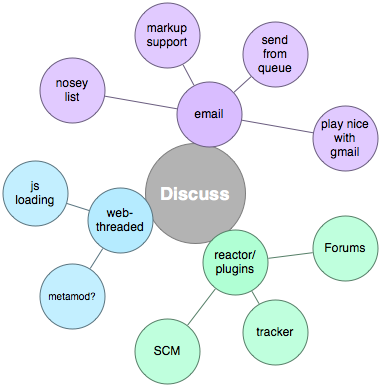 markup
support
send
from
queue
nosey
list
email
play nice
with
gmail
Discuss
js
loading
web-
threaded
reactor/
plugins
Forums
metamod?
tracker
SCM